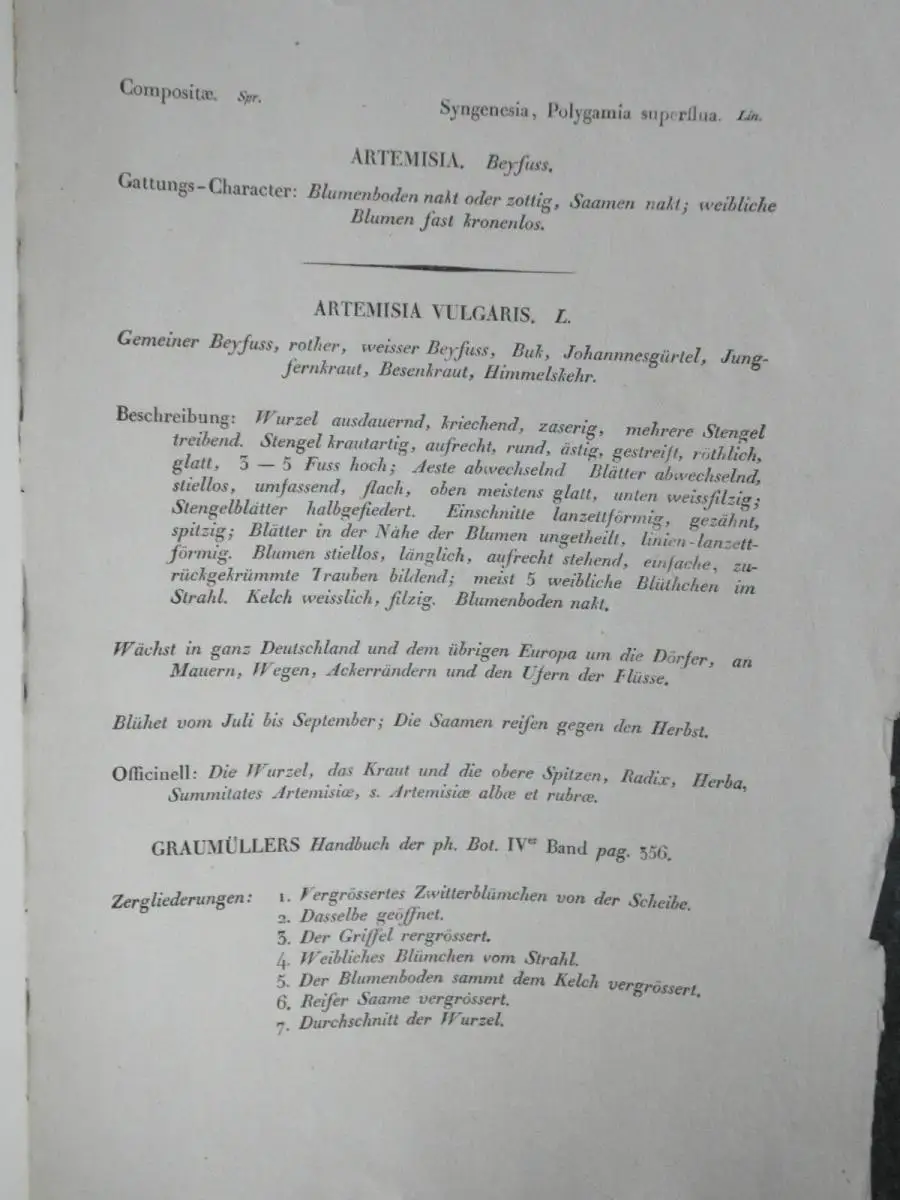 Compositæ. Spr.
Syngenesia, Polygamia superflua. Lin.
ARTEMISIA. Beyfuss.
Gattungs-Character: Blumenboden nakt oder zottig, Saamen nakt; weibliche
Blumen fast kronenlos.
ARTEMISIA VULGARIS. L.
Gemeiner Beyfuss, rother, weisser Beyfuss, Buk, Johannnesgürtel, Jung-
fernkraut, Besenkraut, Himmelskehr.
Beschreibung: Wurzel ausdauernd, kriechend, zaserig, mehrere Stengel
treibend. Stengel krautartig, aufrecht, rund, ästig, gestreift, röthlich,
glatt, 3 — 5 Fuss hoch; Aeste abwechselnd Blätter abwechselnd,
stiellos, umfassend, flach, oben meistens glatt, unten weissfilzig;
Stengelblätter halbgefiedert. Einschnitte lanzettförmig, gezähnt,
spitzig; Blätter in der Nähe der Blumen ungetheilt, linien-lanzett-
förmig. Blumen stiellos, länglich, aufrecht stehend, einfache, zu-
rückgekrümmte Trauben bildend; meist 5 weibliche Blüthchen im
Strahl. Kelch weisslich, filzig. Blumenboden nakt.
Wächst in ganz Deutschland und dem übrigen Europa um die Dörfer, an
Mauern, Wegen, Ackerrändern und den Ufern der Flüsse.
Blühet vom Juli bis September; Die Saamen reifen gegen den Herbst.
Officinell: Die Wurzel, das Kraut und die obere Spitzen, Radix, Herba,
Summitates Artemisiæ, s. Artemisiæ albæ et rubræ.
GRAUMÜLLERS Handbuch der ph. Bot. IVer Band pag. 356.
Zergliederungen: 1. Vergrössertes Zwitterblümchen von der Scheibe.
2. Dasselbe geöffnet.
3. Der Griffel rergrössert.
4. Weibliches Blümchen vom Strahl.
5. Der Blumenboden sammt dem Kelch vergrössert.
6. Reifer Saame vergrössert.
7. Durchschnitt der Wurzel.